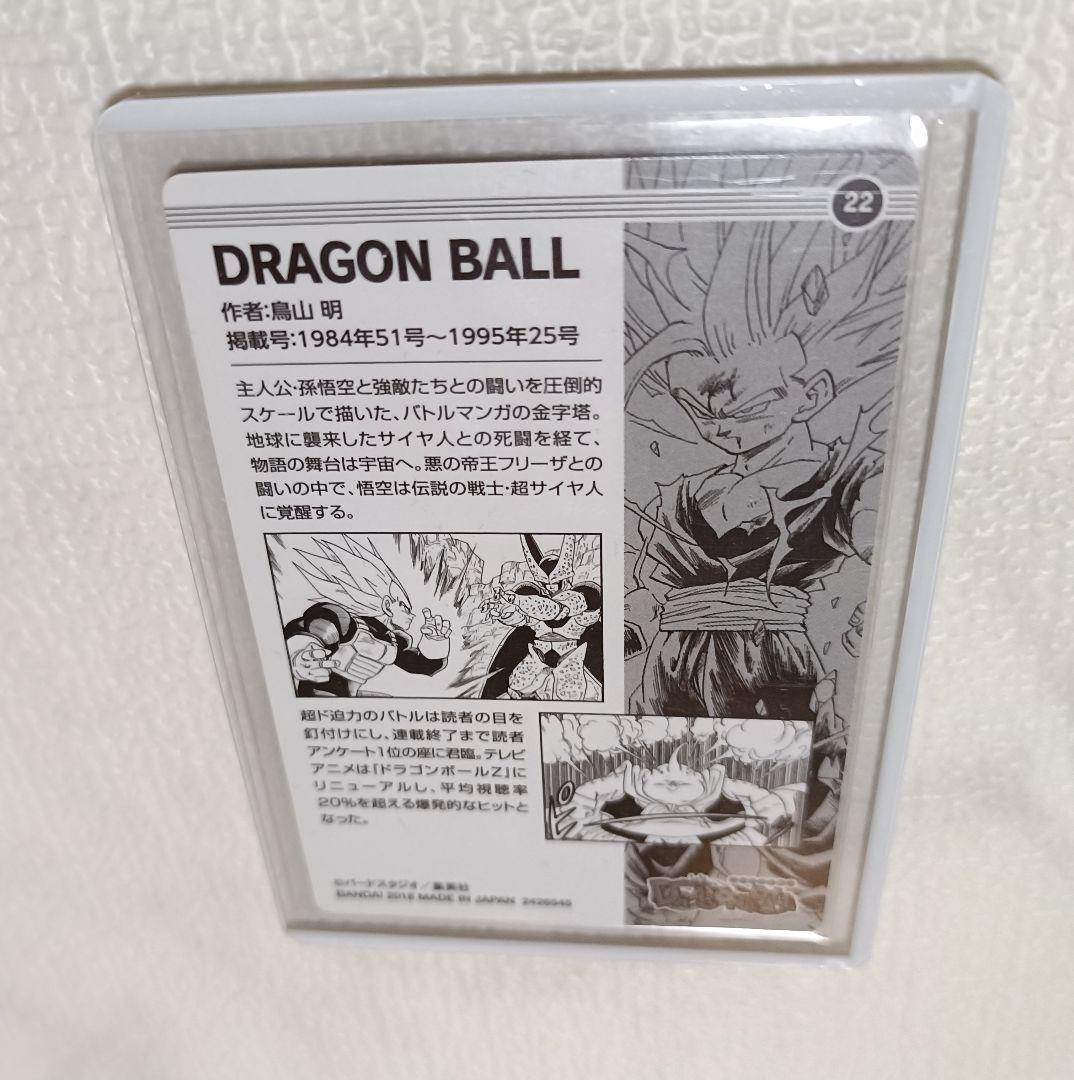 22
DRAGON BALL
作者:鳥山 明
掲載号:1984年51号～1995年25号
主人公・孫悟空と強敵たちとの闘いを圧倒的
スケールで描いた、バトルマンガの金字塔。
地球に襲来したサイヤ人との死闘を経て、
物語の舞台は宇宙へ。悪の帝王フリーザとの
闘いの中で、悟空は伝説の戦士・超サイヤ人
に覚醒する。
超ド迫力のバトルは読者の目を
釘付けにし、連載終了まで読者
アンケート1位の座に君臨。テレビ
アニメは「ドラゴンボールZ」に
リニューアルし、平均視聴率
20%を超える爆発的なヒットと
なった。
©バードスタジオ／集英社
BANDAI 2018 MADE IN JAPAN